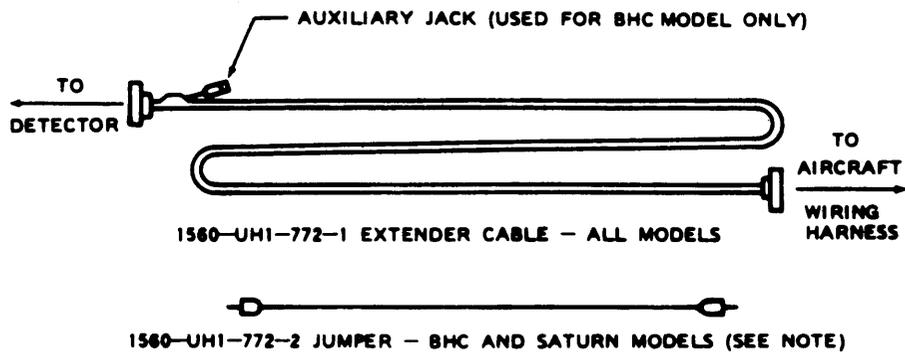 AUXILIARY JACK (USED FOR BHC MODEL ONLY)
TO
DETECTOR
TO
AIRCRAFT
WIRING
HARNESS
1560-UH1-772-1 EXTENDER CABLE - ALL MODELS
1560-UH1-772-2 JUMPER - BHC AND SATURN MODELS (SEE NOTE)